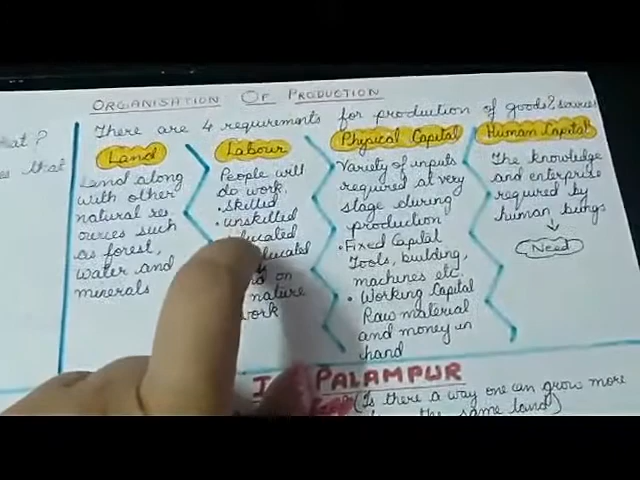 ORGANISATION OF PRODUCTION
There are 4 requirements for production of goods & services
Land
Land along
with other
natural res
ources such
as forest,
water and
minerals
Labour
People will
do work.
• skilled
• unskilled
nature
work
Physical Capital
Variety of inputs
required at very
stage during
production
• Fixed Capital
Tools, building,
machines etc.
• Working Capital
Raw material
and money in
hand
Human Capital
The knowledge
and enterprise
required by
human beings
Need
PALAMPUR
(Is there a way one can grow more
the same land)